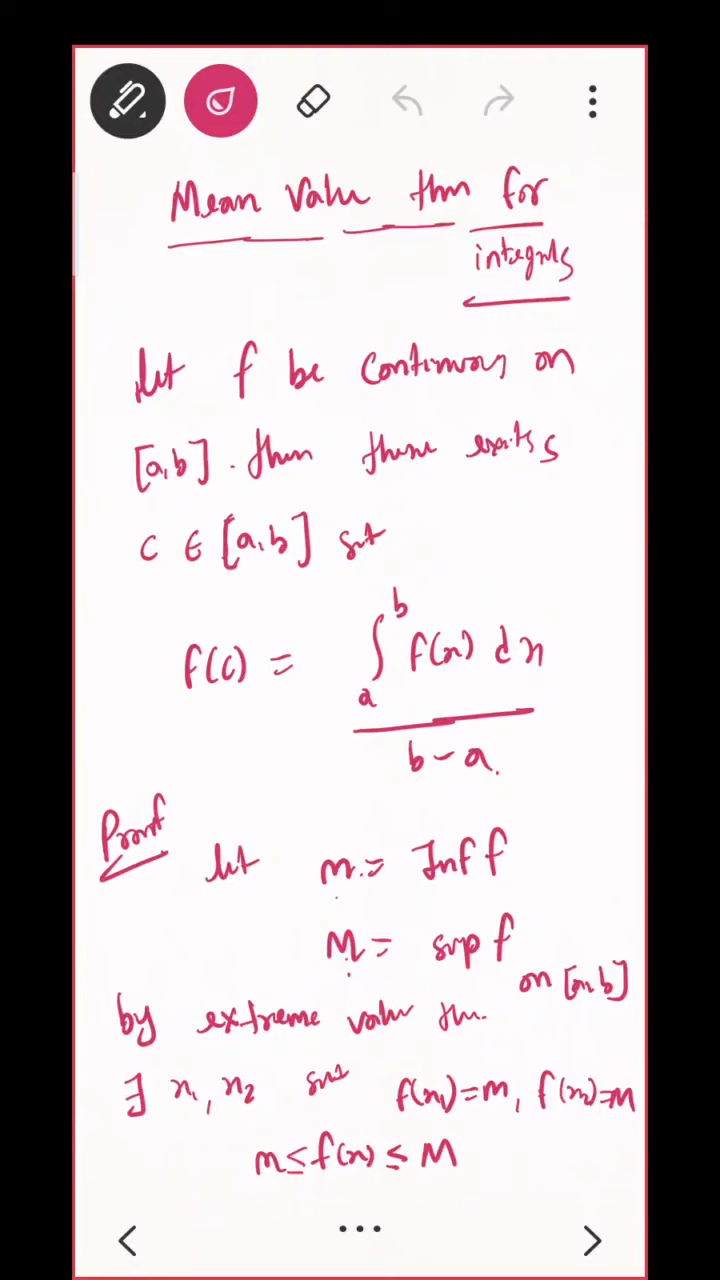 Mean Value thm for
integrals
let f be continuous on
[a,b] . then there exists
c ∈ [a,b] s.t
f(c) = ∫_a^b f(x) dx / b - a.
Proof
let m = Inf f
M = sup f
on [a,b]
by extreme value thm.
∃ x₁, x₂ s.t f(x₁)=m, f(x₂)=M
m ≤ f(x) ≤ M